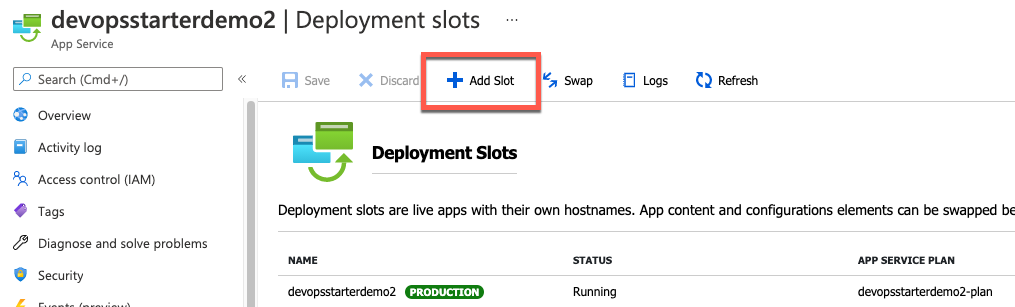 devopsstarterdemo2 | Deployment slots ...
App Service
Search (Cmd+/) «
Save Discard Add Slot Swap Logs Refresh
Overview
Activity log
Access control (IAM)
Tags
Diagnose and solve problems
Security
Events (preview)
Deployment Slots
Deployment slots are live apps with their own hostnames. App content and configurations elements can be swapped be
NAME STATUS APP SERVICE PLAN
devopsstarterdemo2 PRODUCTION Running devopsstarterdemo2-plan